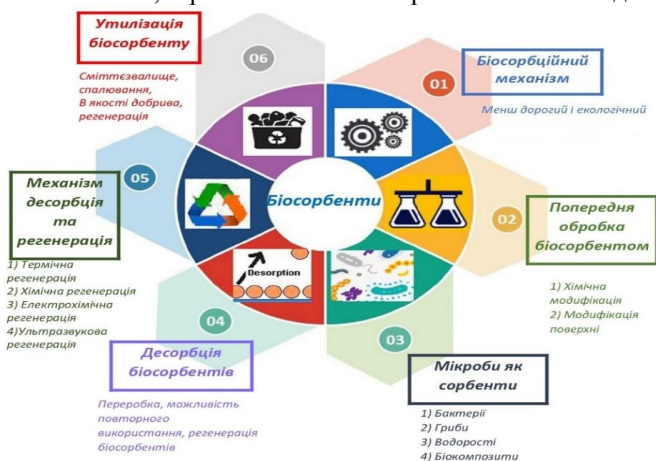 Утилізація
біосорбенту
Сміттєзвалище,
спалювання,
В якості добрива,
регенерація
06
01
Біосорбційний
механізм
Менш дорогий і екологічний
05
Механізм
десорбція
та
регенерація
1) Термічна
регенерація
2) Хімічна регенерація
3) Електрохімічна
регенерація
4)Ультразвукова
регенерація
Біосорбенти
02
Попередня
обробка
біосорбентом
1) Хімічна
модифікація
2) Модифікація
поверхні
Desorption
04
Десорбція
біосорбентів
Переробка, можливість
повторного
використання, регенерація
біосорбентів
03
Мікроби як
сорбенти
1) Бактерії
2) Гриби
3) Водорості
4) Біокомпозити